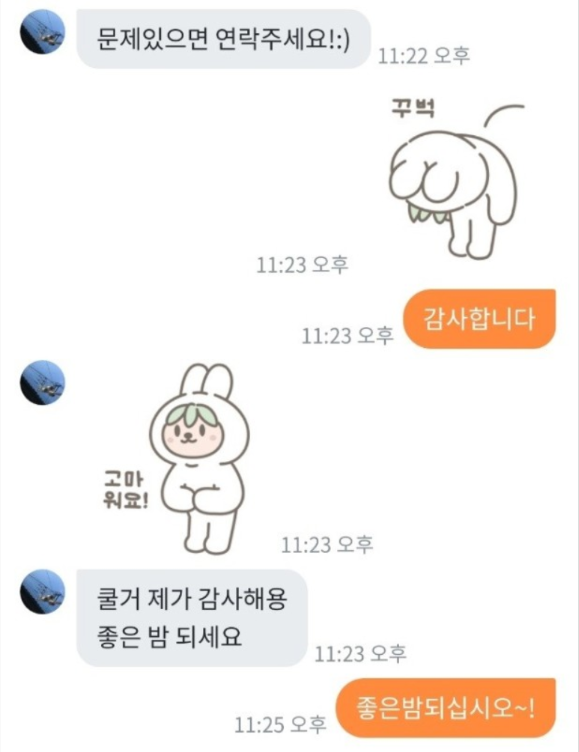 문제있으면 연락주세요!:)
11:22 오후
꾸벅
11:23 오후
감사합니다
11:23 오후
고마
워요!
11:23 오후
쿨거 제가 감사해용
좋은 밤 되세요
11:23 오후
좋은밤되십시오~!
11:25 오후